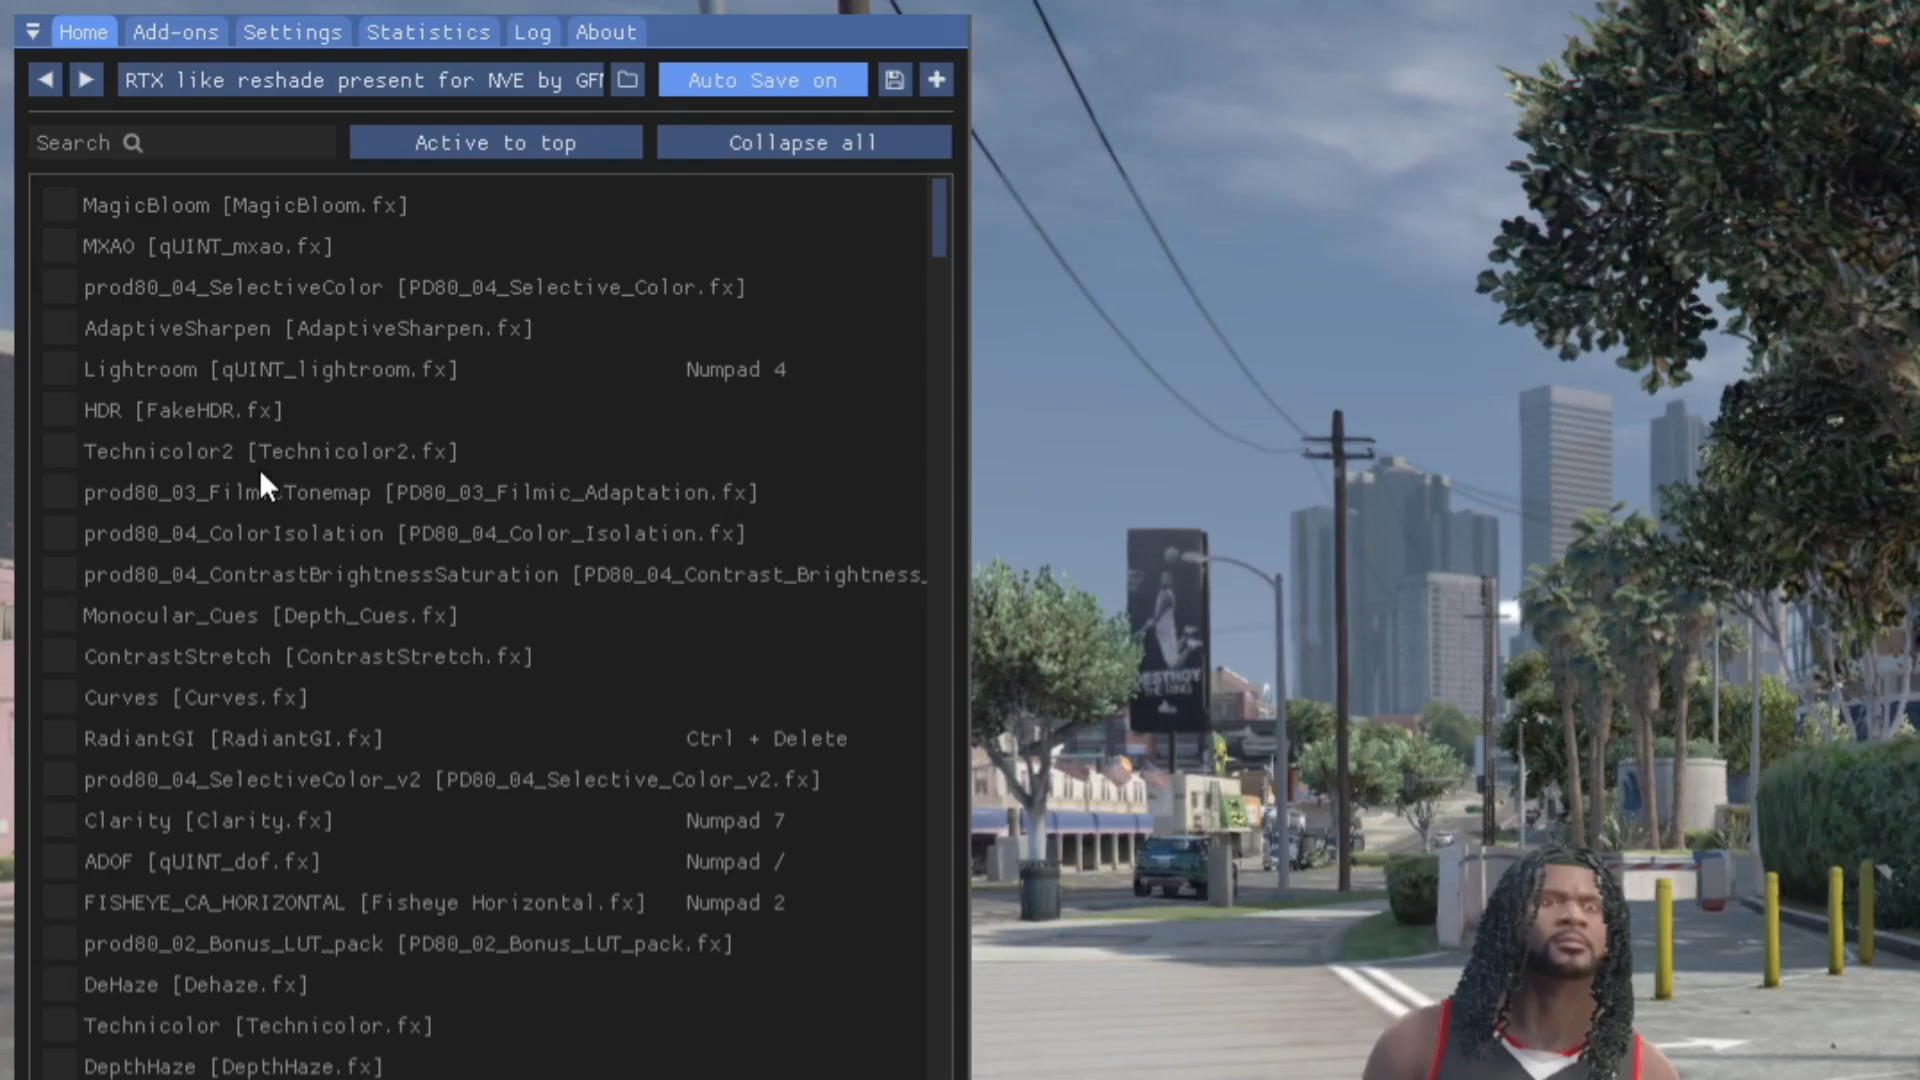 Home Add-ons Settings Statistics Log About
RTX like reshade present for NVE by GF Auto Save on
Search Active to top Collapse all
MagicBloom [MagicBloom.fx]
MXAO [qUINT_mxao.fx]
prod80_04_SelectiveColor [PD80_04_Selective_Color.fx]
AdaptiveSharpen [AdaptiveSharpen.fx]
Lightroom [qUINT_lightroom.fx] Numpad 4
HDR [FakeHDR.fx]
Technicolor2 [Technicolor2.fx]
prod80_03_FilmicTonemap [PD80_03_Filmic_Adaptation.fx]
prod80_04_ColorIsolation [PD80_04_Color_Isolation.fx]
prod80_04_ContrastBrightnessSaturation [PD80_04_Contrast_Brightness_
Monocular_Cues [Depth_Cues.fx]
ContrastStretch [ContrastStretch.fx]
Curves [Curves.fx]
RadiantGI [RadiantGI.fx] Ctrl + Delete
prod80_04_SelectiveColor_v2 [PD80_04_Selective_Color_v2.fx]
Clarity [Clarity.fx] Numpad 7
ADOF [qUINT_dof.fx] Numpad /
FISHEYE_CA_HORIZONTAL [Fisheye Horizontal.fx] Numpad 2
prod80_02_Bonus_LUT_pack [PD80_02_Bonus_LUT_pack.fx]
DeHaze [Dehaze.fx]
Technicolor [Technicolor.fx]
DepthHaze [DepthHaze.fx]
DESTROY
THE RING